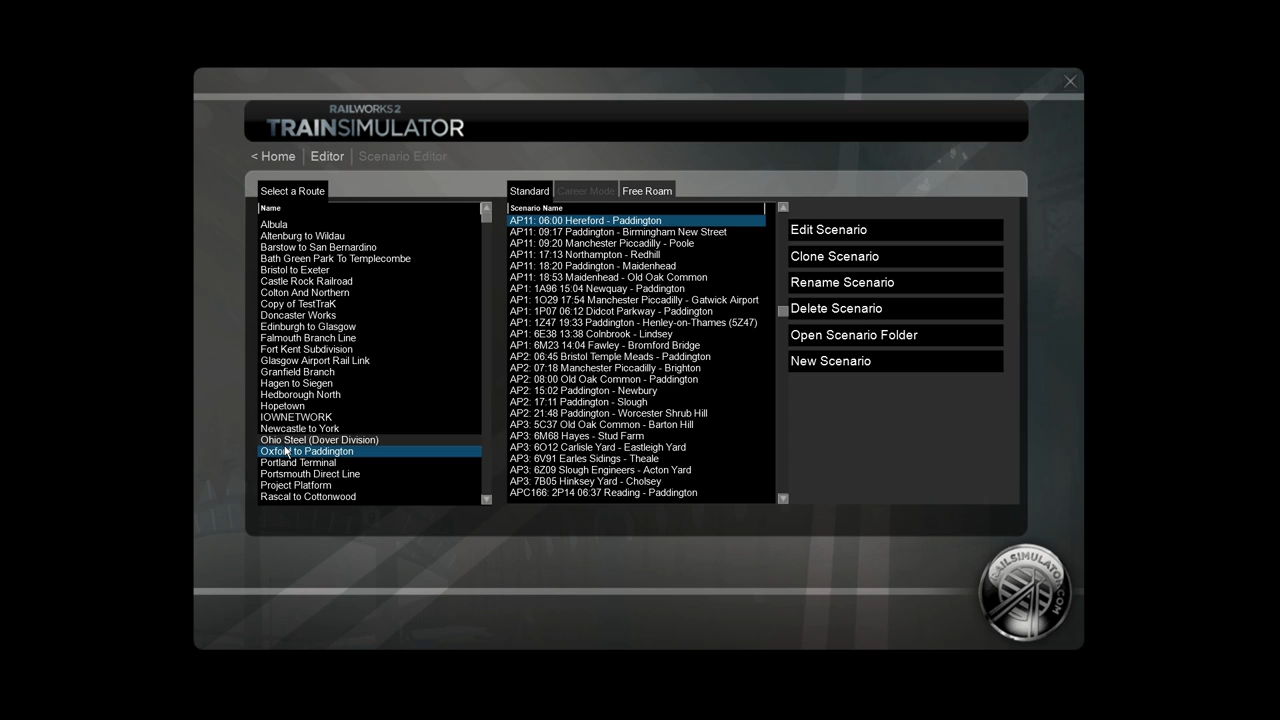 RAILWORKS 2
TRAINSIMULATOR
< Home | Editor | Scenario Editor
Select a Route
Name
Albula
Altenburg to Wildau
Barstow to San Bernardino
Bath Green Park To Templecombe
Bristol to Exeter
Castle Rock Railroad
Colton And Northern
Copy of TestTraK
Doncaster Works
Edinburgh to Glasgow
Falmouth Branch Line
Fort Kent Subdivision
Glasgow Airport Rail Link
Granfield Branch
Hagen to Siegen
Hedborough North
Hopetown
IOWNETWORK
Newcastle to York
Ohio Steel (Dover Division)
Oxford to Paddington
Portland Terminal
Portsmouth Direct Line
Project Platform
Rascal to Cottonwood
Standard | Career Mode | Free Roam
Scenario Name
AP11: 06:00 Hereford - Paddington
AP11: 09:17 Paddington - Birmingham New Street
AP11: 09:20 Manchester Piccadilly - Poole
AP11: 17:13 Northampton - Redhill
AP11: 18:20 Paddington - Maidenhead
AP11: 18:53 Maidenhead - Old Oak Common
AP1: 1A96 15:04 Newquay - Paddington
AP1: 1O29 17:54 Manchester Piccadilly - Gatwick Airport
AP1: 1P07 06:12 Didcot Parkway - Paddington
AP1: 1Z47 19:33 Paddington - Henley-on-Thames (5Z47)
AP1: 6E38 13:38 Colnbrook - Lindsey
AP1: 6M23 14:04 Fawley - Bromford Bridge
AP2: 06:45 Bristol Temple Meads - Paddington
AP2: 07:18 Manchester Piccadilly - Brighton
AP2: 08:00 Old Oak Common - Paddington
AP2: 15:02 Paddington - Newbury
AP2: 17:11 Paddington - Slough
AP2: 21:48 Paddington - Worcester Shrub Hill
AP3: 5C37 Old Oak Common - Barton Hill
AP3: 6M68 Hayes - Stud Farm
AP3: 6O12 Carlisle Yard - Eastleigh Yard
AP3: 6V91 Earles Sidings - Theale
AP3: 6Z09 Slough Engineers - Acton Yard
AP3: 7B05 Hinksey Yard - Cholsey
APC166: 2P14 06:37 Reading - Paddington
Edit Scenario
Clone Scenario
Rename Scenario
Delete Scenario
Open Scenario Folder
New Scenario
RAILSIMULATOR.COM